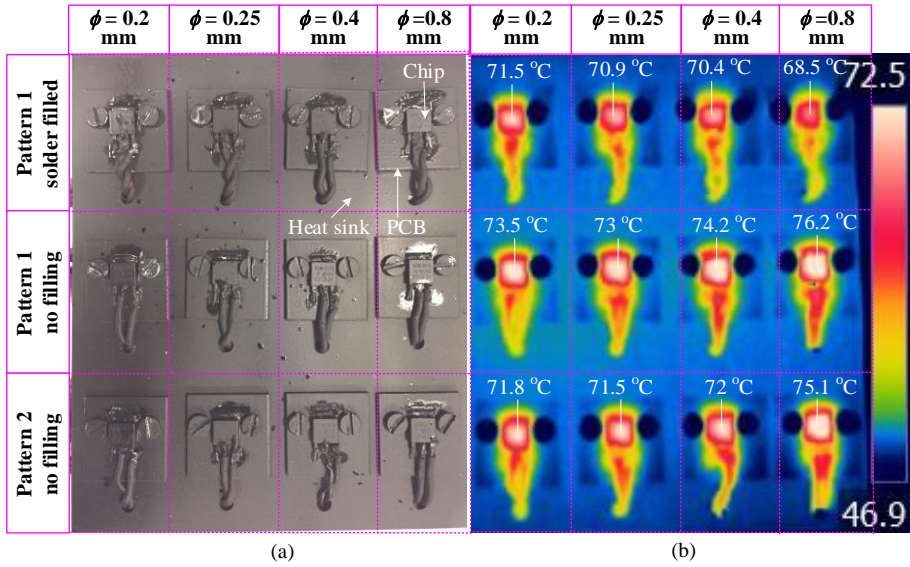 ϕ = 0.2 mm
ϕ = 0.25 mm
ϕ = 0.4 mm
ϕ =0.8 mm
ϕ = 0.2 mm
ϕ = 0.25 mm
ϕ = 0.4 mm
ϕ =0.8 mm
Pattern 1 solder filled
Chip
71.5 °C
70.9 °C
70.4 °C
68.5 °C
72.5
Heat sink
PCB
Pattern 1 no filling
73.5 °C
73 °C
74.2 °C
76.2 °C
Pattern 2 no filling
71.8 °C
71.5 °C
72 °C
75.1 °C
46.9
(a)
(b)